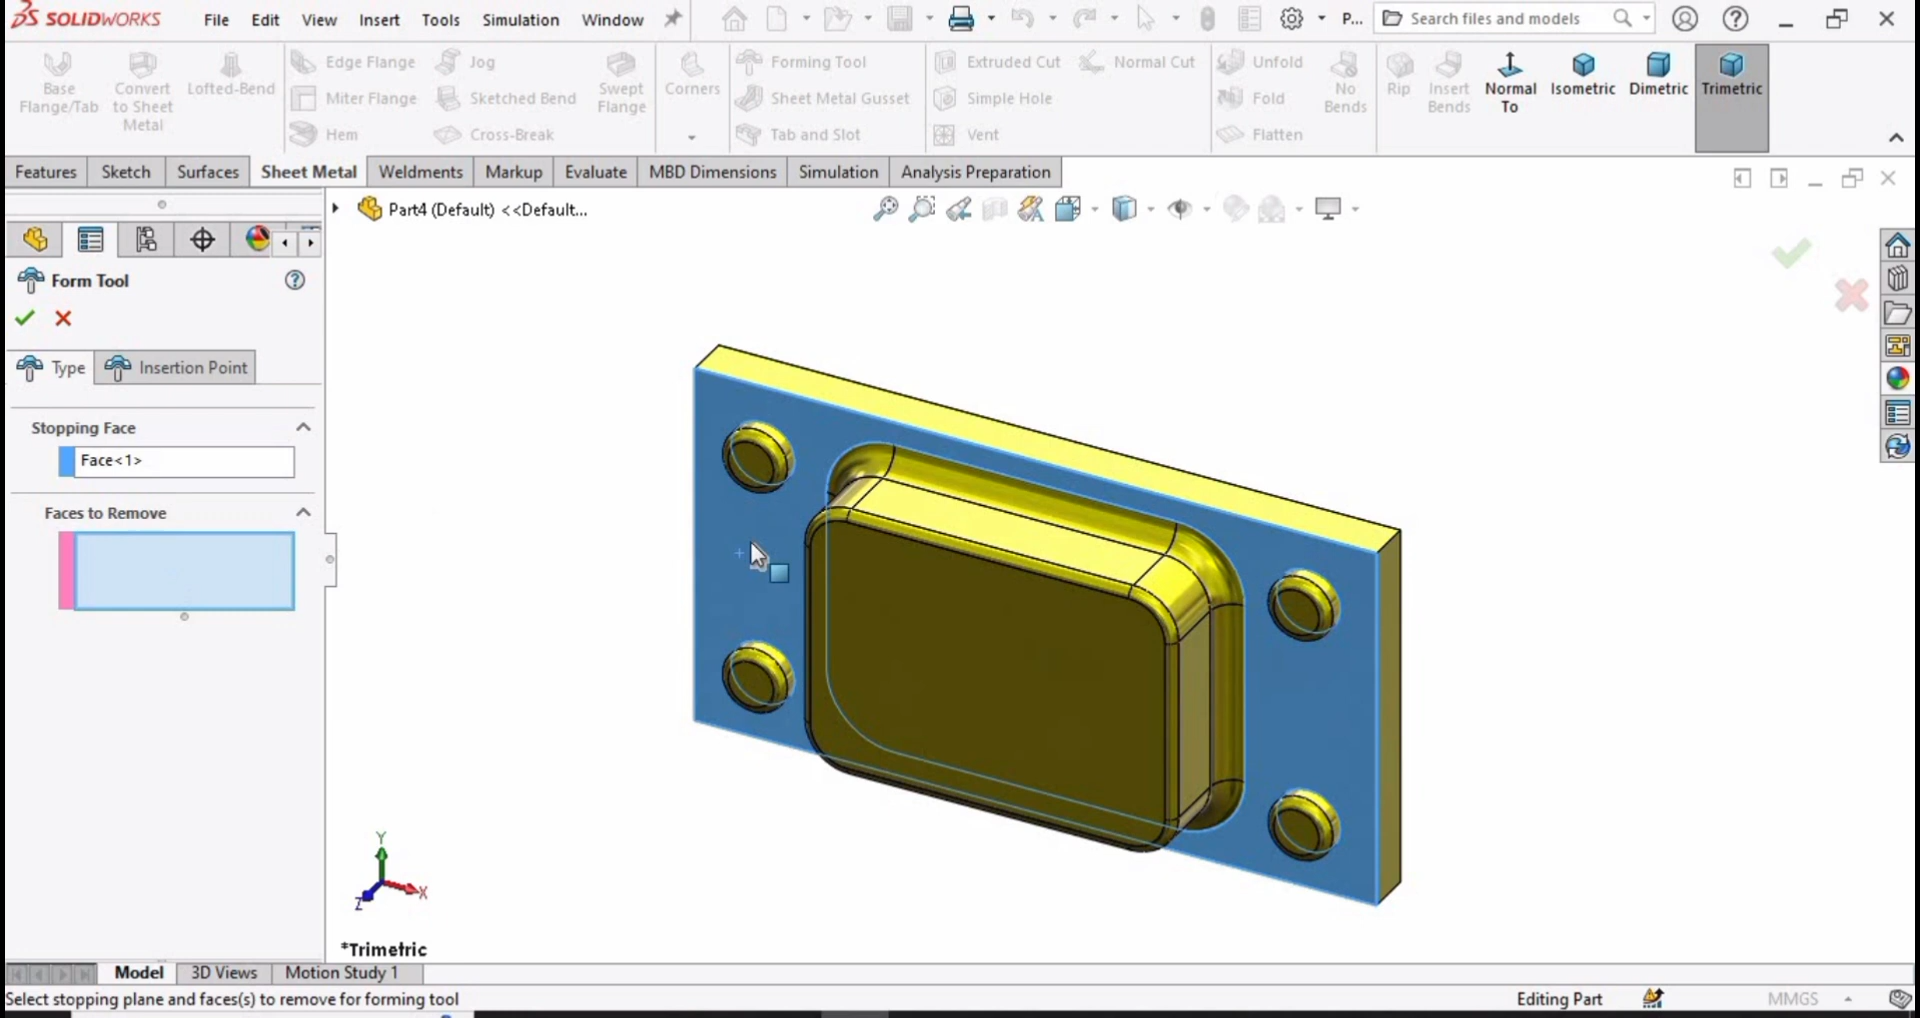 SOLIDWORKS File Edit View Insert Tools Simulation Window P... Search files and models
Base Flange/Tab
Convert to Sheet Metal
Lofted-Bend
Edge Flange
Miter Flange
Hem
Jog
Sketched Bend
Cross-Break
Swept Flange
Corners
Forming Tool
Sheet Metal Gusset
Tab and Slot
Extruded Cut
Simple Hole
Vent
Normal Cut
Unfold
Fold
Flatten
No Bends
Rip
Insert Bends
Normal To
Isometric
Dimetric
Trimetric
Features Sketch Surfaces Sheet Metal Weldments Markup Evaluate MBD Dimensions Simulation Analysis Preparation
Part4 (Default) <<Default...
Form Tool
Type Insertion Point
Stopping Face
Face<1>
Faces to Remove
Y
X
Z
*Trimetric
Model 3D Views Motion Study 1
Select stopping plane and faces(s) to remove for forming tool Editing Part MMGS